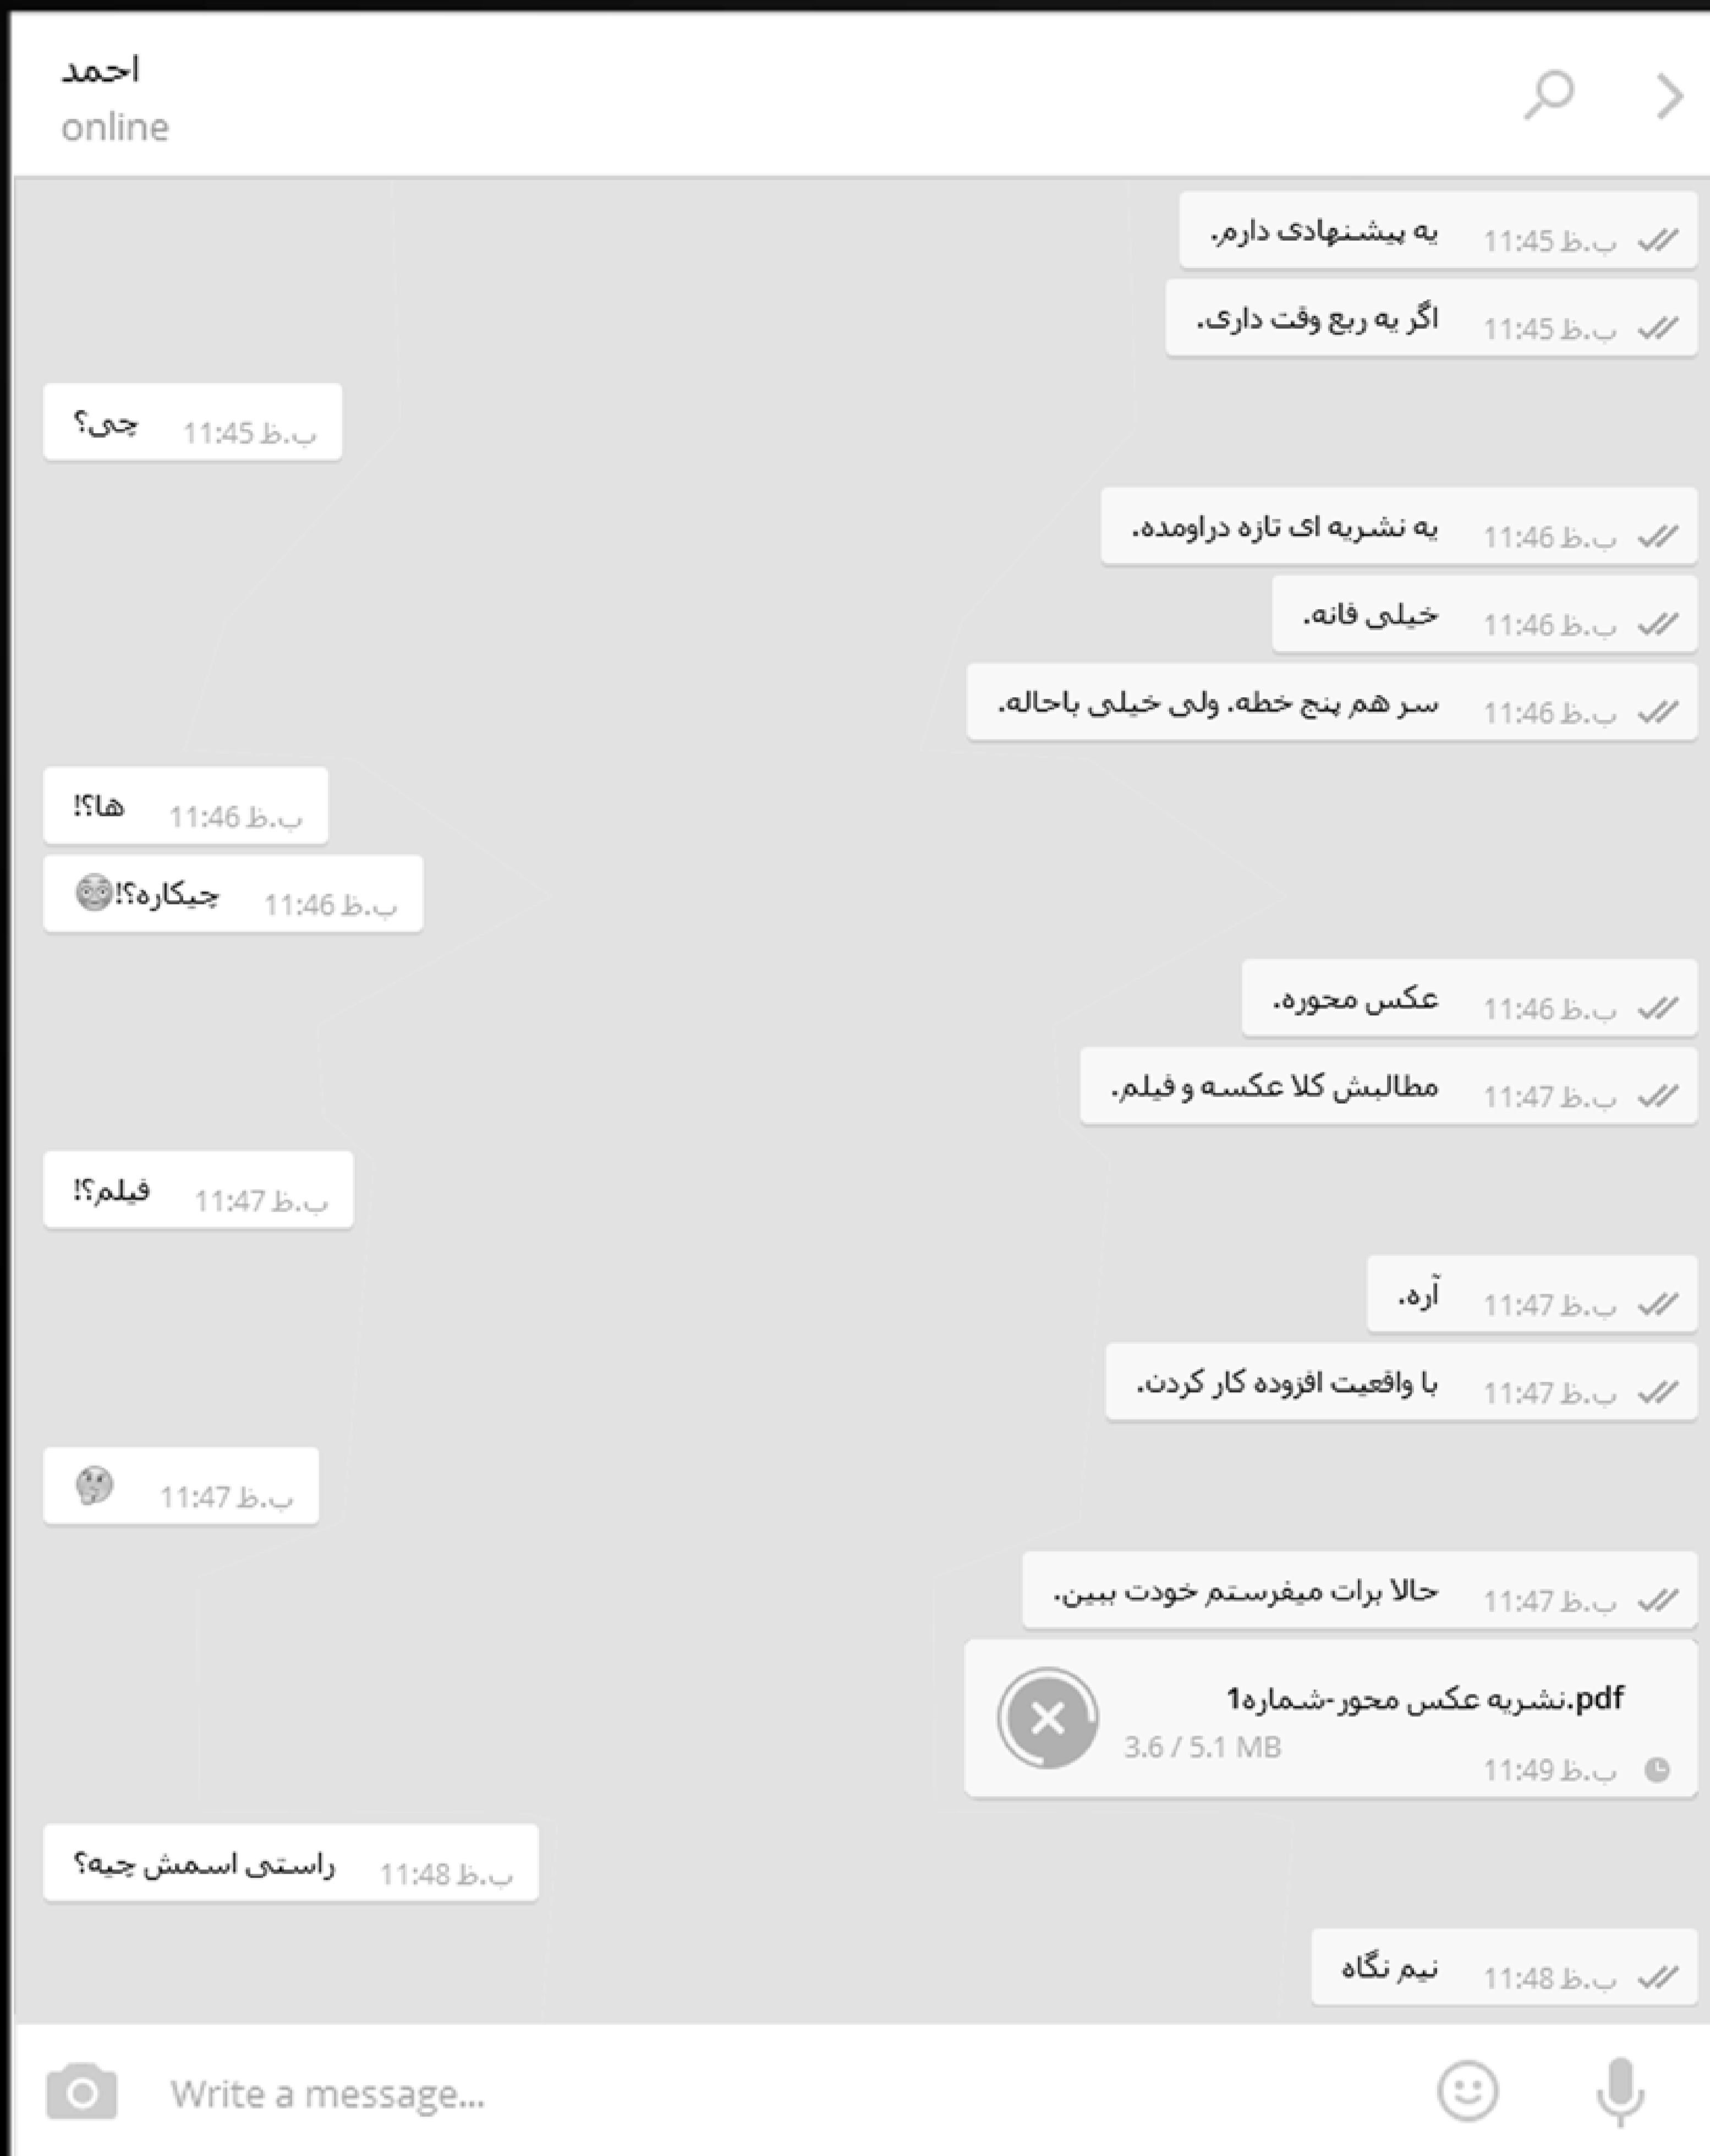 احمد
online
یه پیشنهادی دارم.
11:45 ب.ظ
اگر یه ربع وقت داری.
11:45 ب.ظ
چی؟
11:45 ب.ظ
یه نشریه ای تازه دراومده.
11:46 ب.ظ
خیلی فانه.
11:46 ب.ظ
سر هم پنج خطه. ولی خیلی باحاله.
11:46 ب.ظ
ها؟!
11:46 ب.ظ
چیکاره؟!😳
11:46 ب.ظ
عکس محوره.
11:46 ب.ظ
مطالبش کلا عکسه و فیلم.
11:47 ب.ظ
فیلم؟!
11:47 ب.ظ
آره.
11:47 ب.ظ
با واقعیت افزوده کار کردن.
11:47 ب.ظ
🤔
11:47 ب.ظ
حالا برات میفرستم خودت ببین.
11:47 ب.ظ
نشریه عکس محور-شماره1.pdf
3.6 / 5.1 MB
11:49 ب.ظ
راستی اسمش چیه؟
11:48 ب.ظ
نیم نگاه
11:48 ب.ظ
Write a message...